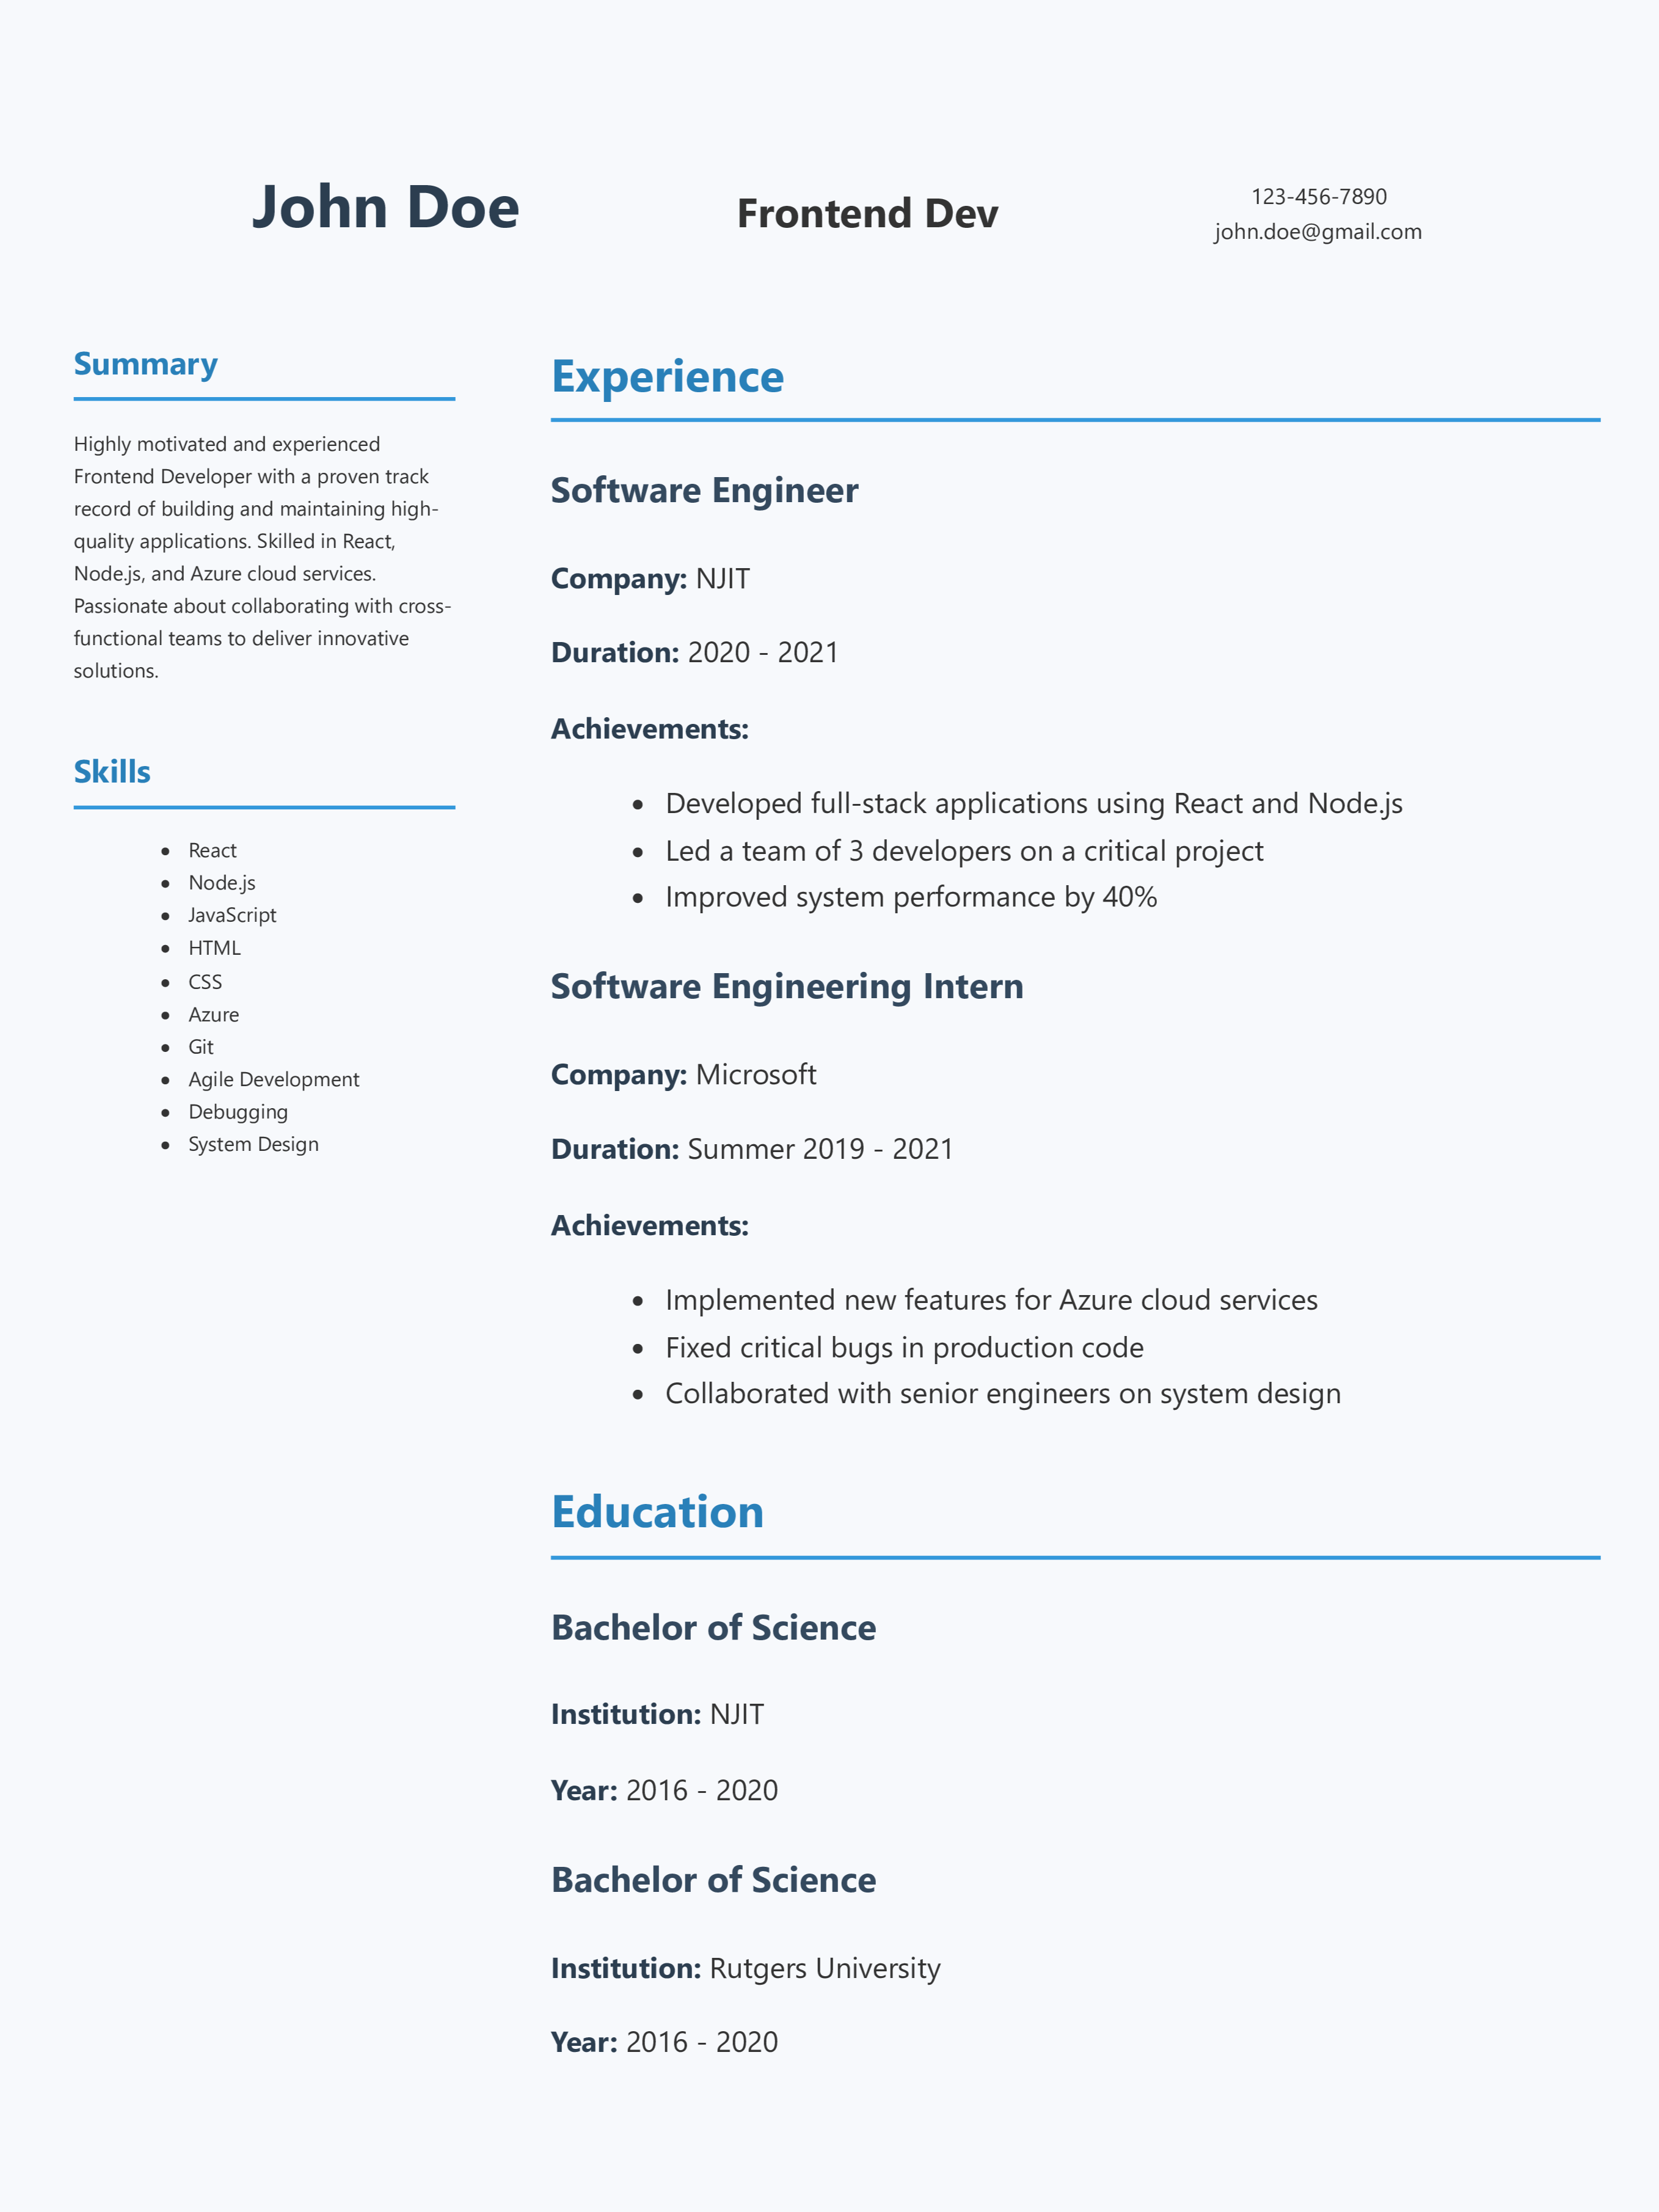 John Doe
Frontend Dev
123-456-7890
john.doe@gmail.com
Summary
Highly motivated and experienced
Frontend Developer with a proven track
record of building and maintaining high-
quality applications. Skilled in React,
Node.js, and Azure cloud services.
Passionate about collaborating with cross-
functional teams to deliver innovative
solutions.
Skills
• React
• Node.js
• JavaScript
• HTML
• CSS
• Azure
• Git
• Agile Development
• Debugging
• System Design
Experience
Software Engineer
Company: NJIT
Duration: 2020 - 2021
Achievements:
• Developed full-stack applications using React and Node.js
• Led a team of 3 developers on a critical project
• Improved system performance by 40%
Software Engineering Intern
Company: Microsoft
Duration: Summer 2019 - 2021
Achievements:
• Implemented new features for Azure cloud services
• Fixed critical bugs in production code
• Collaborated with senior engineers on system design
Education
Bachelor of Science
Institution: NJIT
Year: 2016 - 2020
Bachelor of Science
Institution: Rutgers University
Year: 2016 - 2020